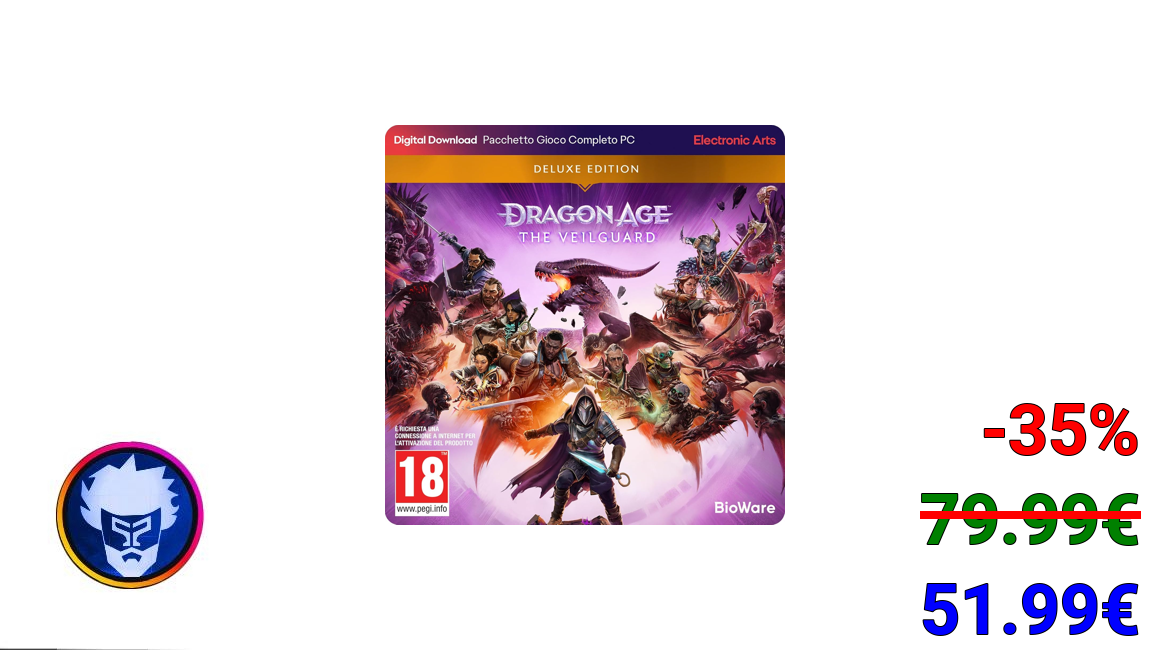 Digital Download Pacchetto Gioco Completo PC Electronic Arts
DELUXE EDITION
DRAGON AGE
THE VEILGUARD
È RICHIESTA UNA
CONNESSIONE A INTERNET PER
L'ATTIVAZIONE DEL PRODOTTO
18
www.pegi.info
BioWare
-35%
79.99€
51.99€